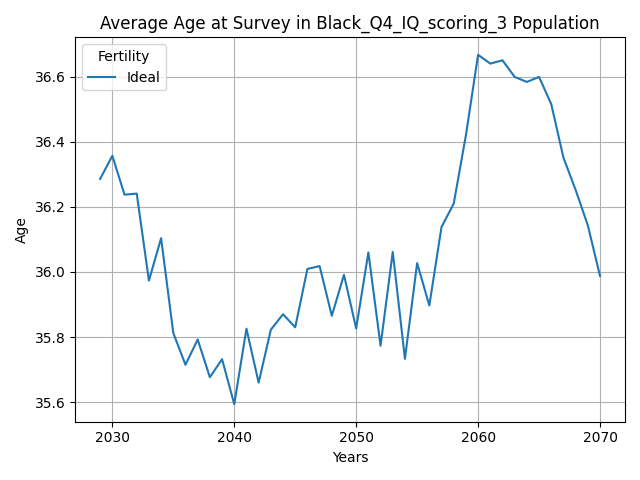 Average Age at Survey in Black_Q4_IQ_scoring_3 Population
Fertility
Ideal
Age
36.6
36.4
36.2
36.0
35.8
35.6
2030 2040 2050 2060 2070
Years